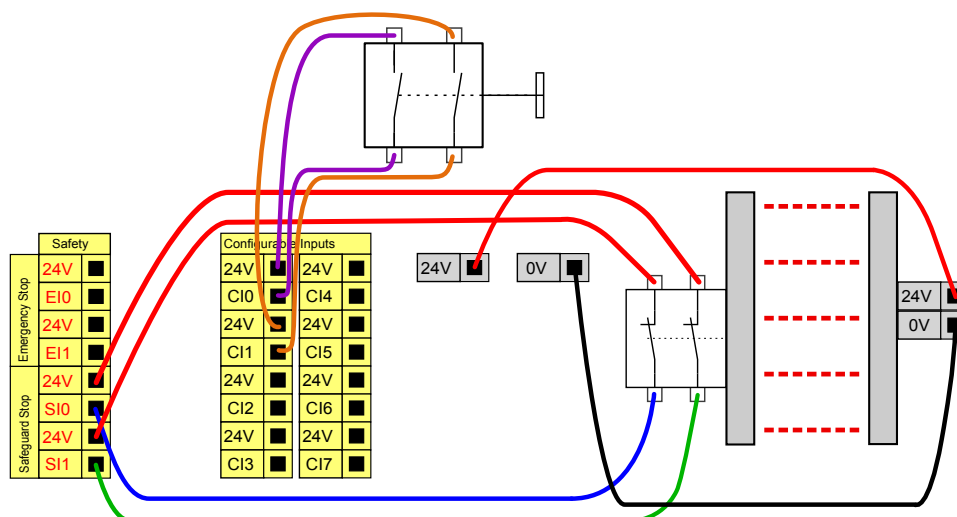 Safety
Emergency Stop
24V
EI0
24V
EI1
Safeguard Stop
24V
SI0
24V
SI1
Configurable Inputs
24V 24V
CI0 CI4
24V 24V
CI1 CI5
24V 24V
CI2 CI6
24V 24V
CI3 CI7
24V
0V
24V
0V